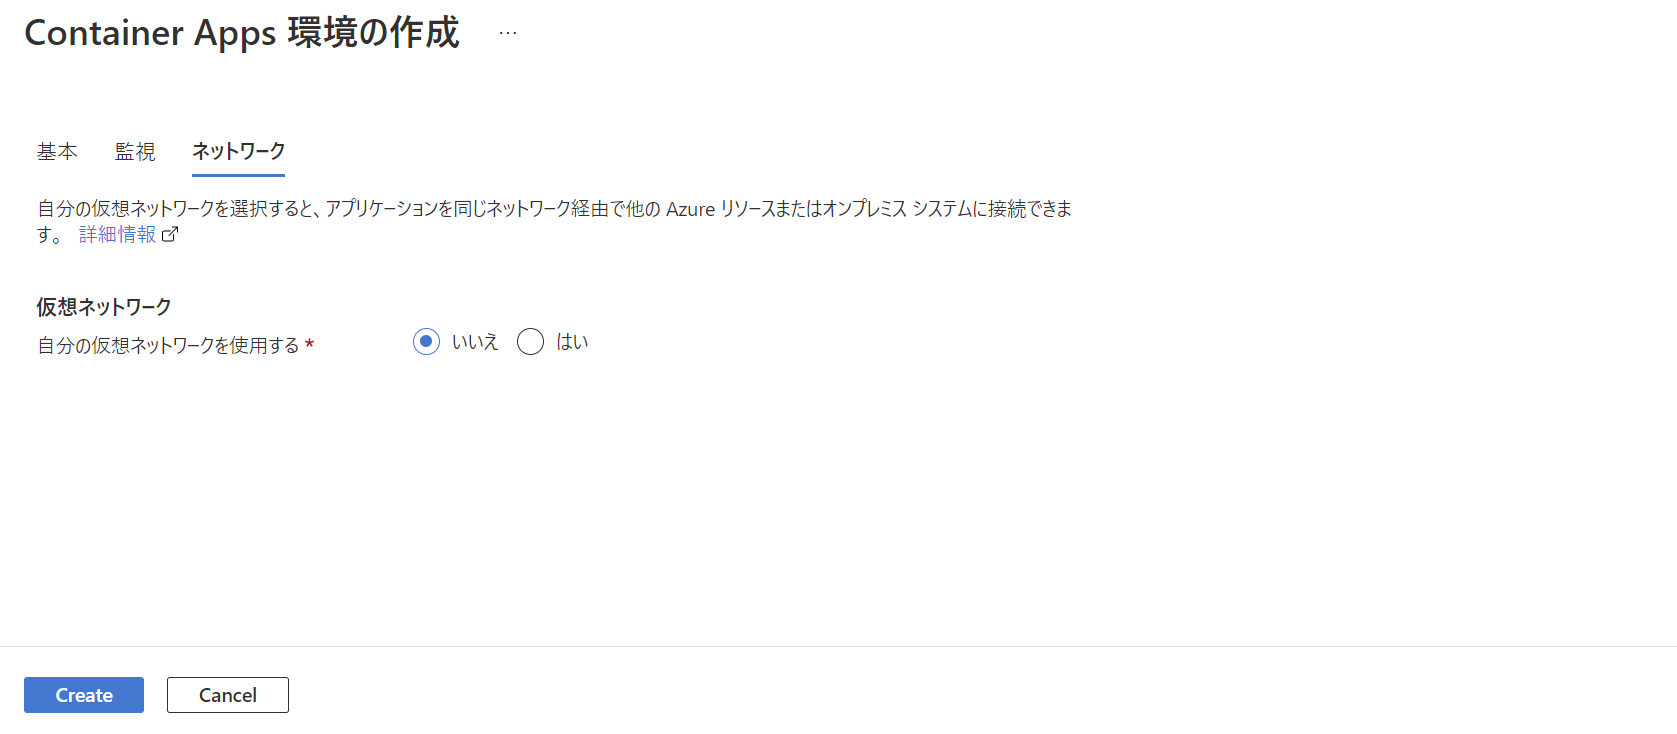 Container Apps 環境の作成 …
基本 監視 ネットワーク
自分の仮想ネットワークを選択すると、アプリケーションを同じネットワーク経由で他の Azure リソースまたはオンプレミス システムに接続できま
す。 詳細情報
仮想ネットワーク
自分の仮想ネットワークを使用する * いいえ はい
Create Cancel